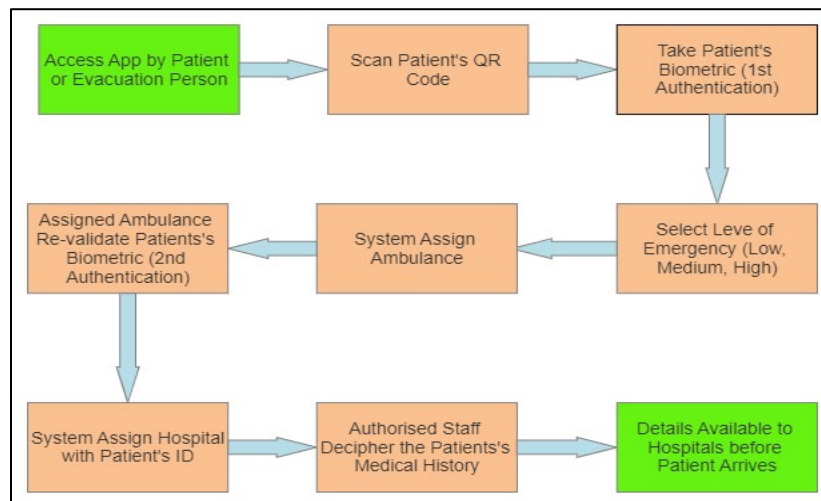 Access App by Patient
or Evacuation Person
Scan Patient's QR
Code
Take Patient's
Biometric (1st
Authentication)
Select Leve of
Emergency (Low,
Medium, High)
System Assign
Ambulance
Assigned Ambulance
Re-validate Patients's
Biometric (2nd
Authentication)
System Assign Hospital
with Patient's ID
Authorised Staff
Decipher the Patients's
Medical History
Details Available to
Hospitals before
Patient Arrives